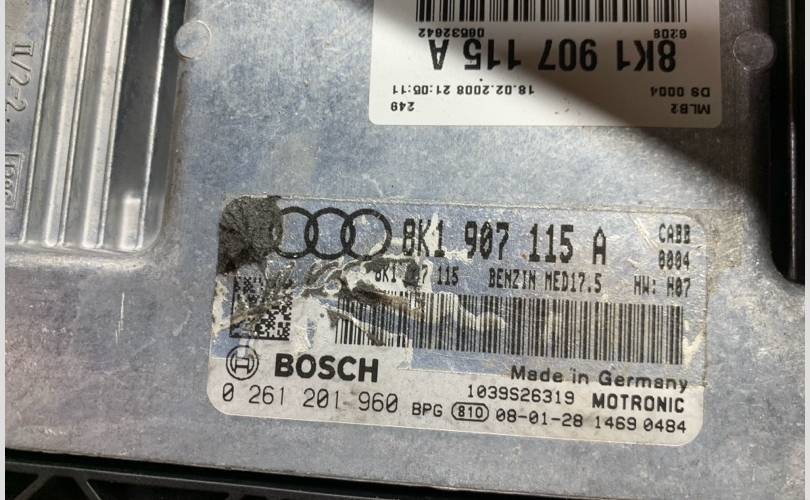 06532642 6208
8K1 907 115 A
249 18.02.2008 21:05:11 DS 0004
MLB2
8K1 907 115 A CABB
0004
8K1 907 115 BENZIN MED17.5 HW: H07
BOSCH Made in Germany
1039S26319 MOTRONIC
0 261 201 960 BPG 810 08-01-28 1469 0484